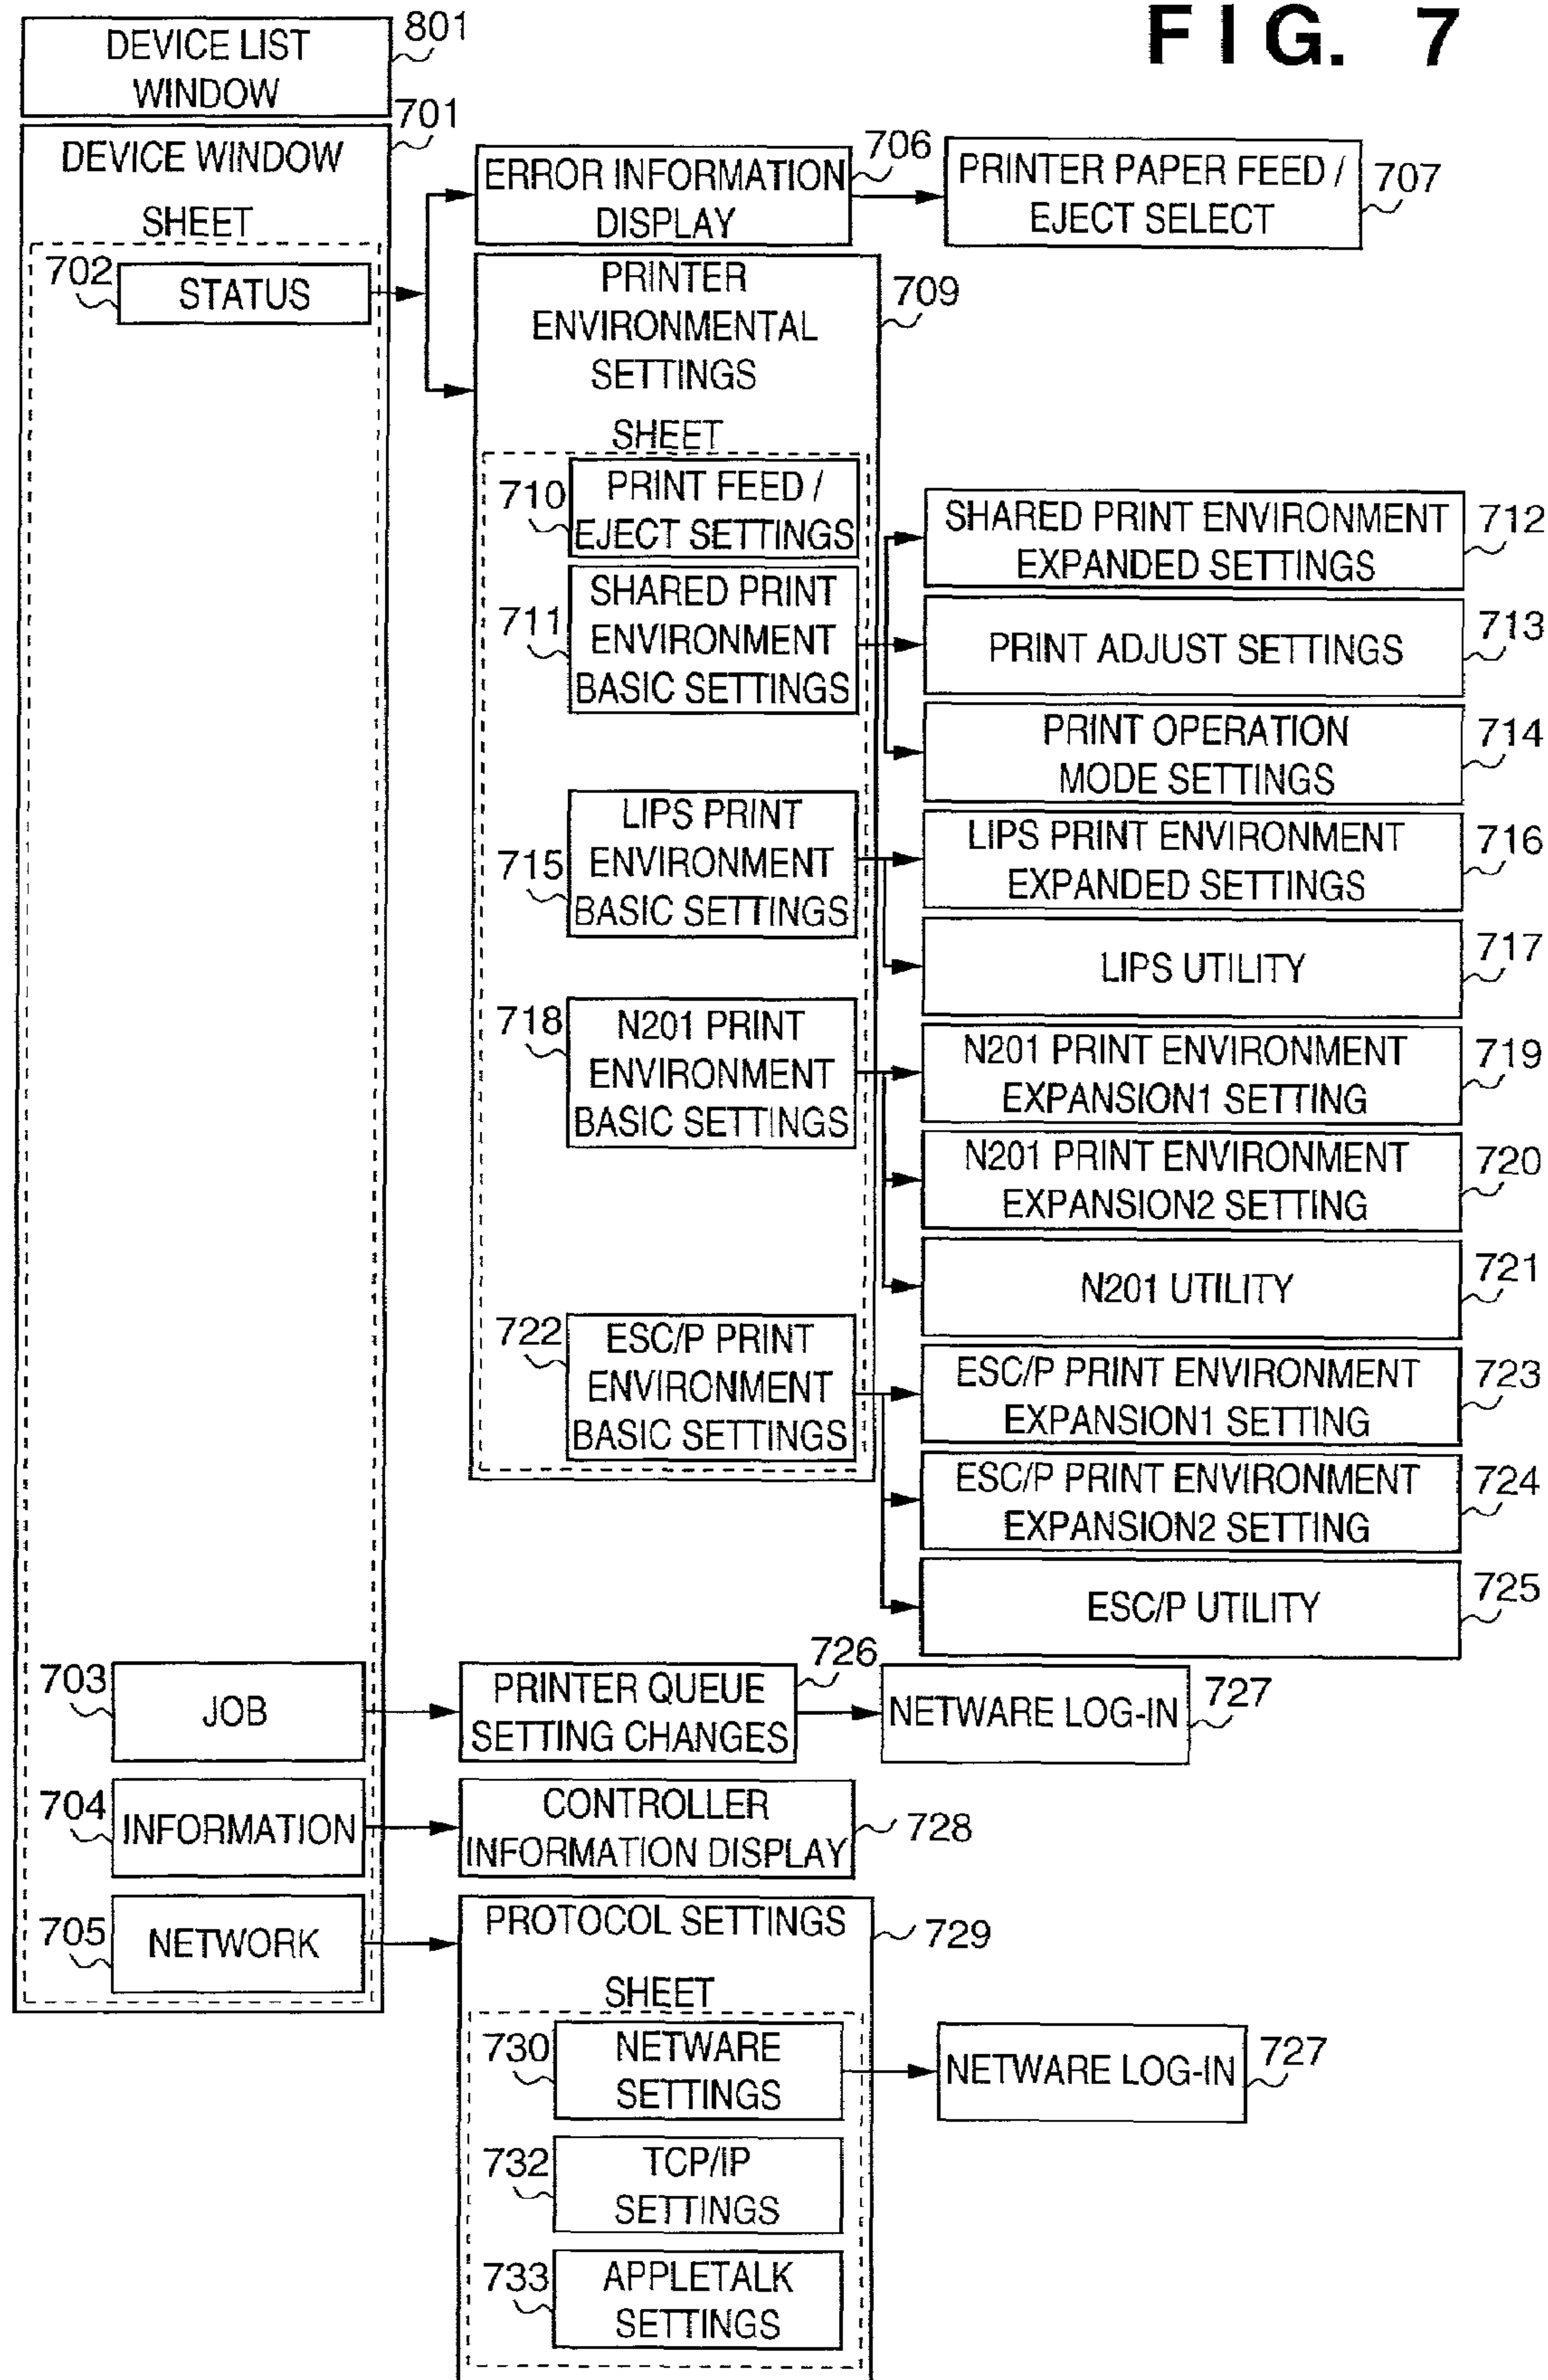 FIG. 7
DEVICE LIST
WINDOW
801
DEVICE WINDOW
701
SHEET
702
STATUS
ERROR INFORMATION
DISPLAY
706
PRINTER PAPER FEED /
EJECT SELECT
707
PRINTER
ENVIRONMENTAL
SETTINGS
709
SHEET
710
PRINT FEED /
EJECT SETTINGS
711
SHARED PRINT
ENVIRONMENT
BASIC SETTINGS
SHARED PRINT ENVIRONMENT
EXPANDED SETTINGS
712
PRINT ADJUST SETTINGS
713
PRINT OPERATION
MODE SETTINGS
714
715
LIPS PRINT
ENVIRONMENT
BASIC SETTINGS
LIPS PRINT ENVIRONMENT
EXPANDED SETTINGS
716
LIPS UTILITY
717
718
N201 PRINT
ENVIRONMENT
BASIC SETTINGS
N201 PRINT ENVIRONMENT
EXPANSION1 SETTING
719
N201 PRINT ENVIRONMENT
EXPANSION2 SETTING
720
N201 UTILITY
721
722
ESC/P PRINT
ENVIRONMENT
BASIC SETTINGS
ESC/P PRINT ENVIRONMENT
EXPANSION1 SETTING
723
ESC/P PRINT ENVIRONMENT
EXPANSION2 SETTING
724
ESC/P UTILITY
725
703
JOB
PRINTER QUEUE
SETTING CHANGES
726
NETWARE LOG-IN
727
704
INFORMATION
CONTROLLER
INFORMATION DISPLAY
728
705
NETWORK
PROTOCOL SETTINGS
729
SHEET
730
NETWARE
SETTINGS
NETWARE LOG-IN
727
732
TCP/IP
SETTINGS
733
APPLETALK
SETTINGS